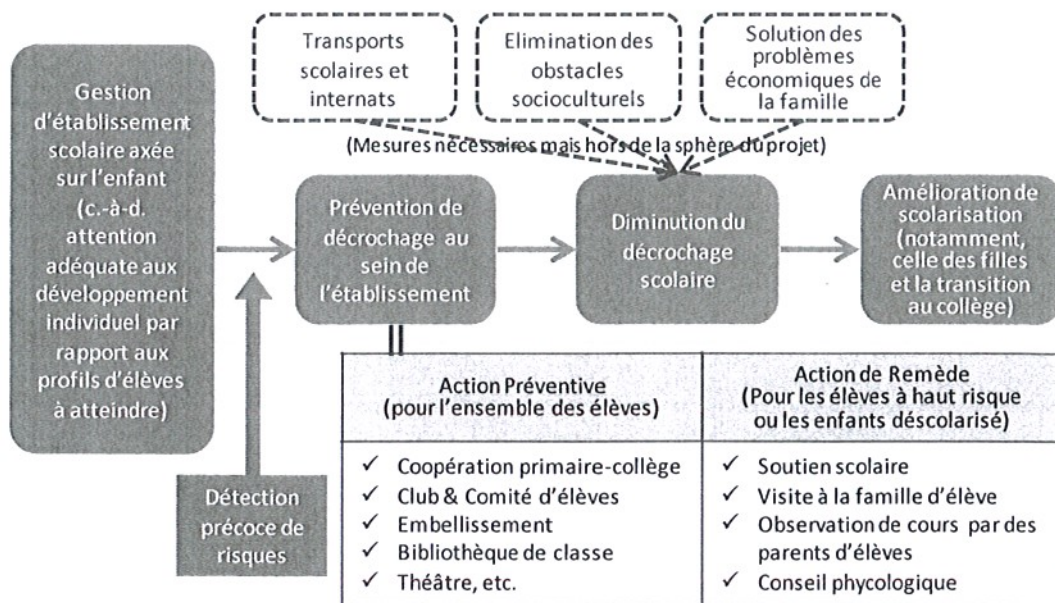 Transports
scolaires et
internats
Elimination des
obstacles
socioculturels
Solution des
problèmes
économiques de
la famille
(Mesures nécessaires mais hors de la sphère du projet)
Gestion
d'établissement
scolaire axée
sur l'enfant
(c.-à-d.
attention
adéquate aux
développement
individuel par
rapport aux
profils d'élèves
à atteindre)
Prévention de
décrochage au
sein de
l'établissement
Diminution du
décrochage
scolaire
Amélioration de
scolarisation
(notamment,
celle des filles
et la transition
au collège)
Détection
précoce de
risques
Action Préventive
(pour l'ensemble des élèves)
✓ Coopération primaire-collège
✓ Club & Comité d'élèves
✓ Embellissement
✓ Bibliothèque de classe
✓ Théâtre, etc.
Action de Remède
(Pour les élèves à haut risque
ou les enfants déscolarisé)
✓ Soutien scolaire
✓ Visite à la famille d'élève
✓ Observation de cours par des
parents d'élèves
✓ Conseil phycologique